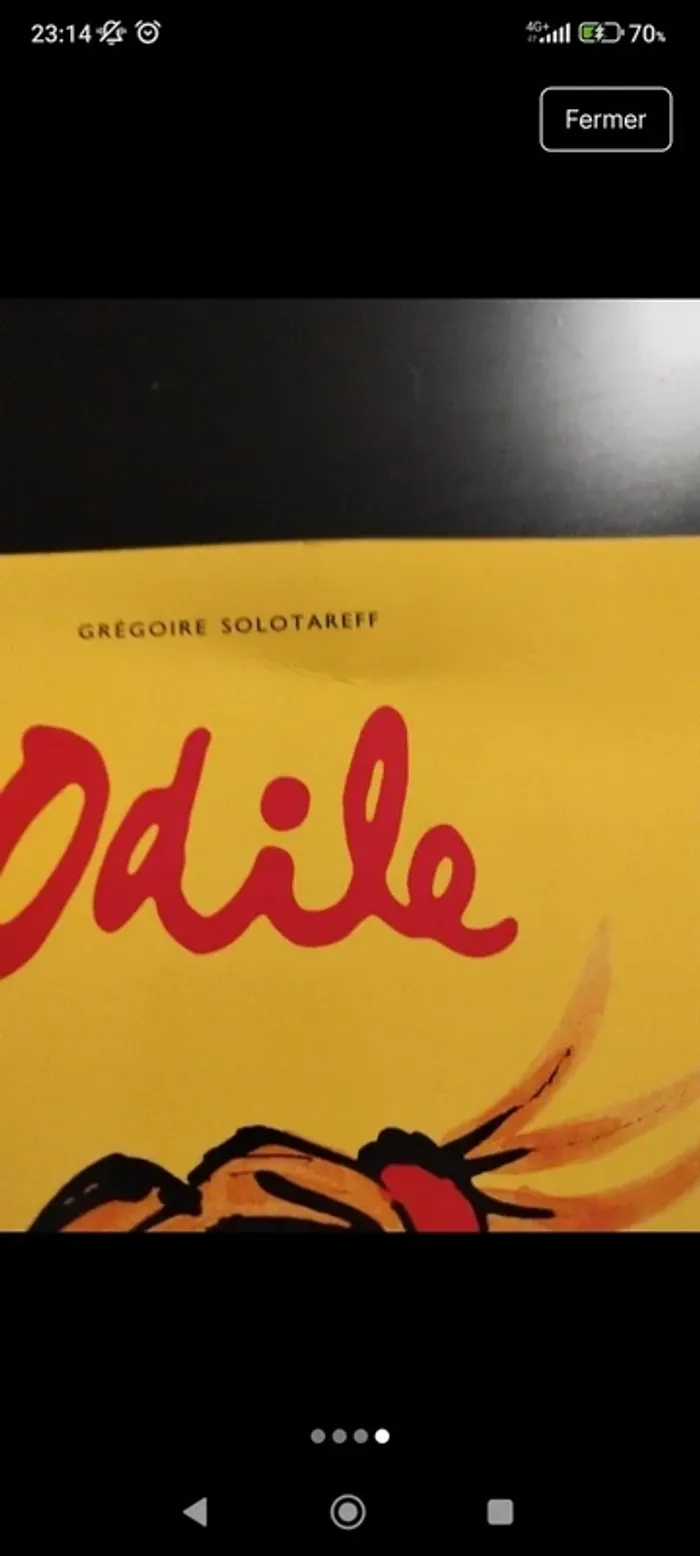 23:14
4G+
70%
Fermer
GRÉGOIRE SOLOTAREFF
Odile